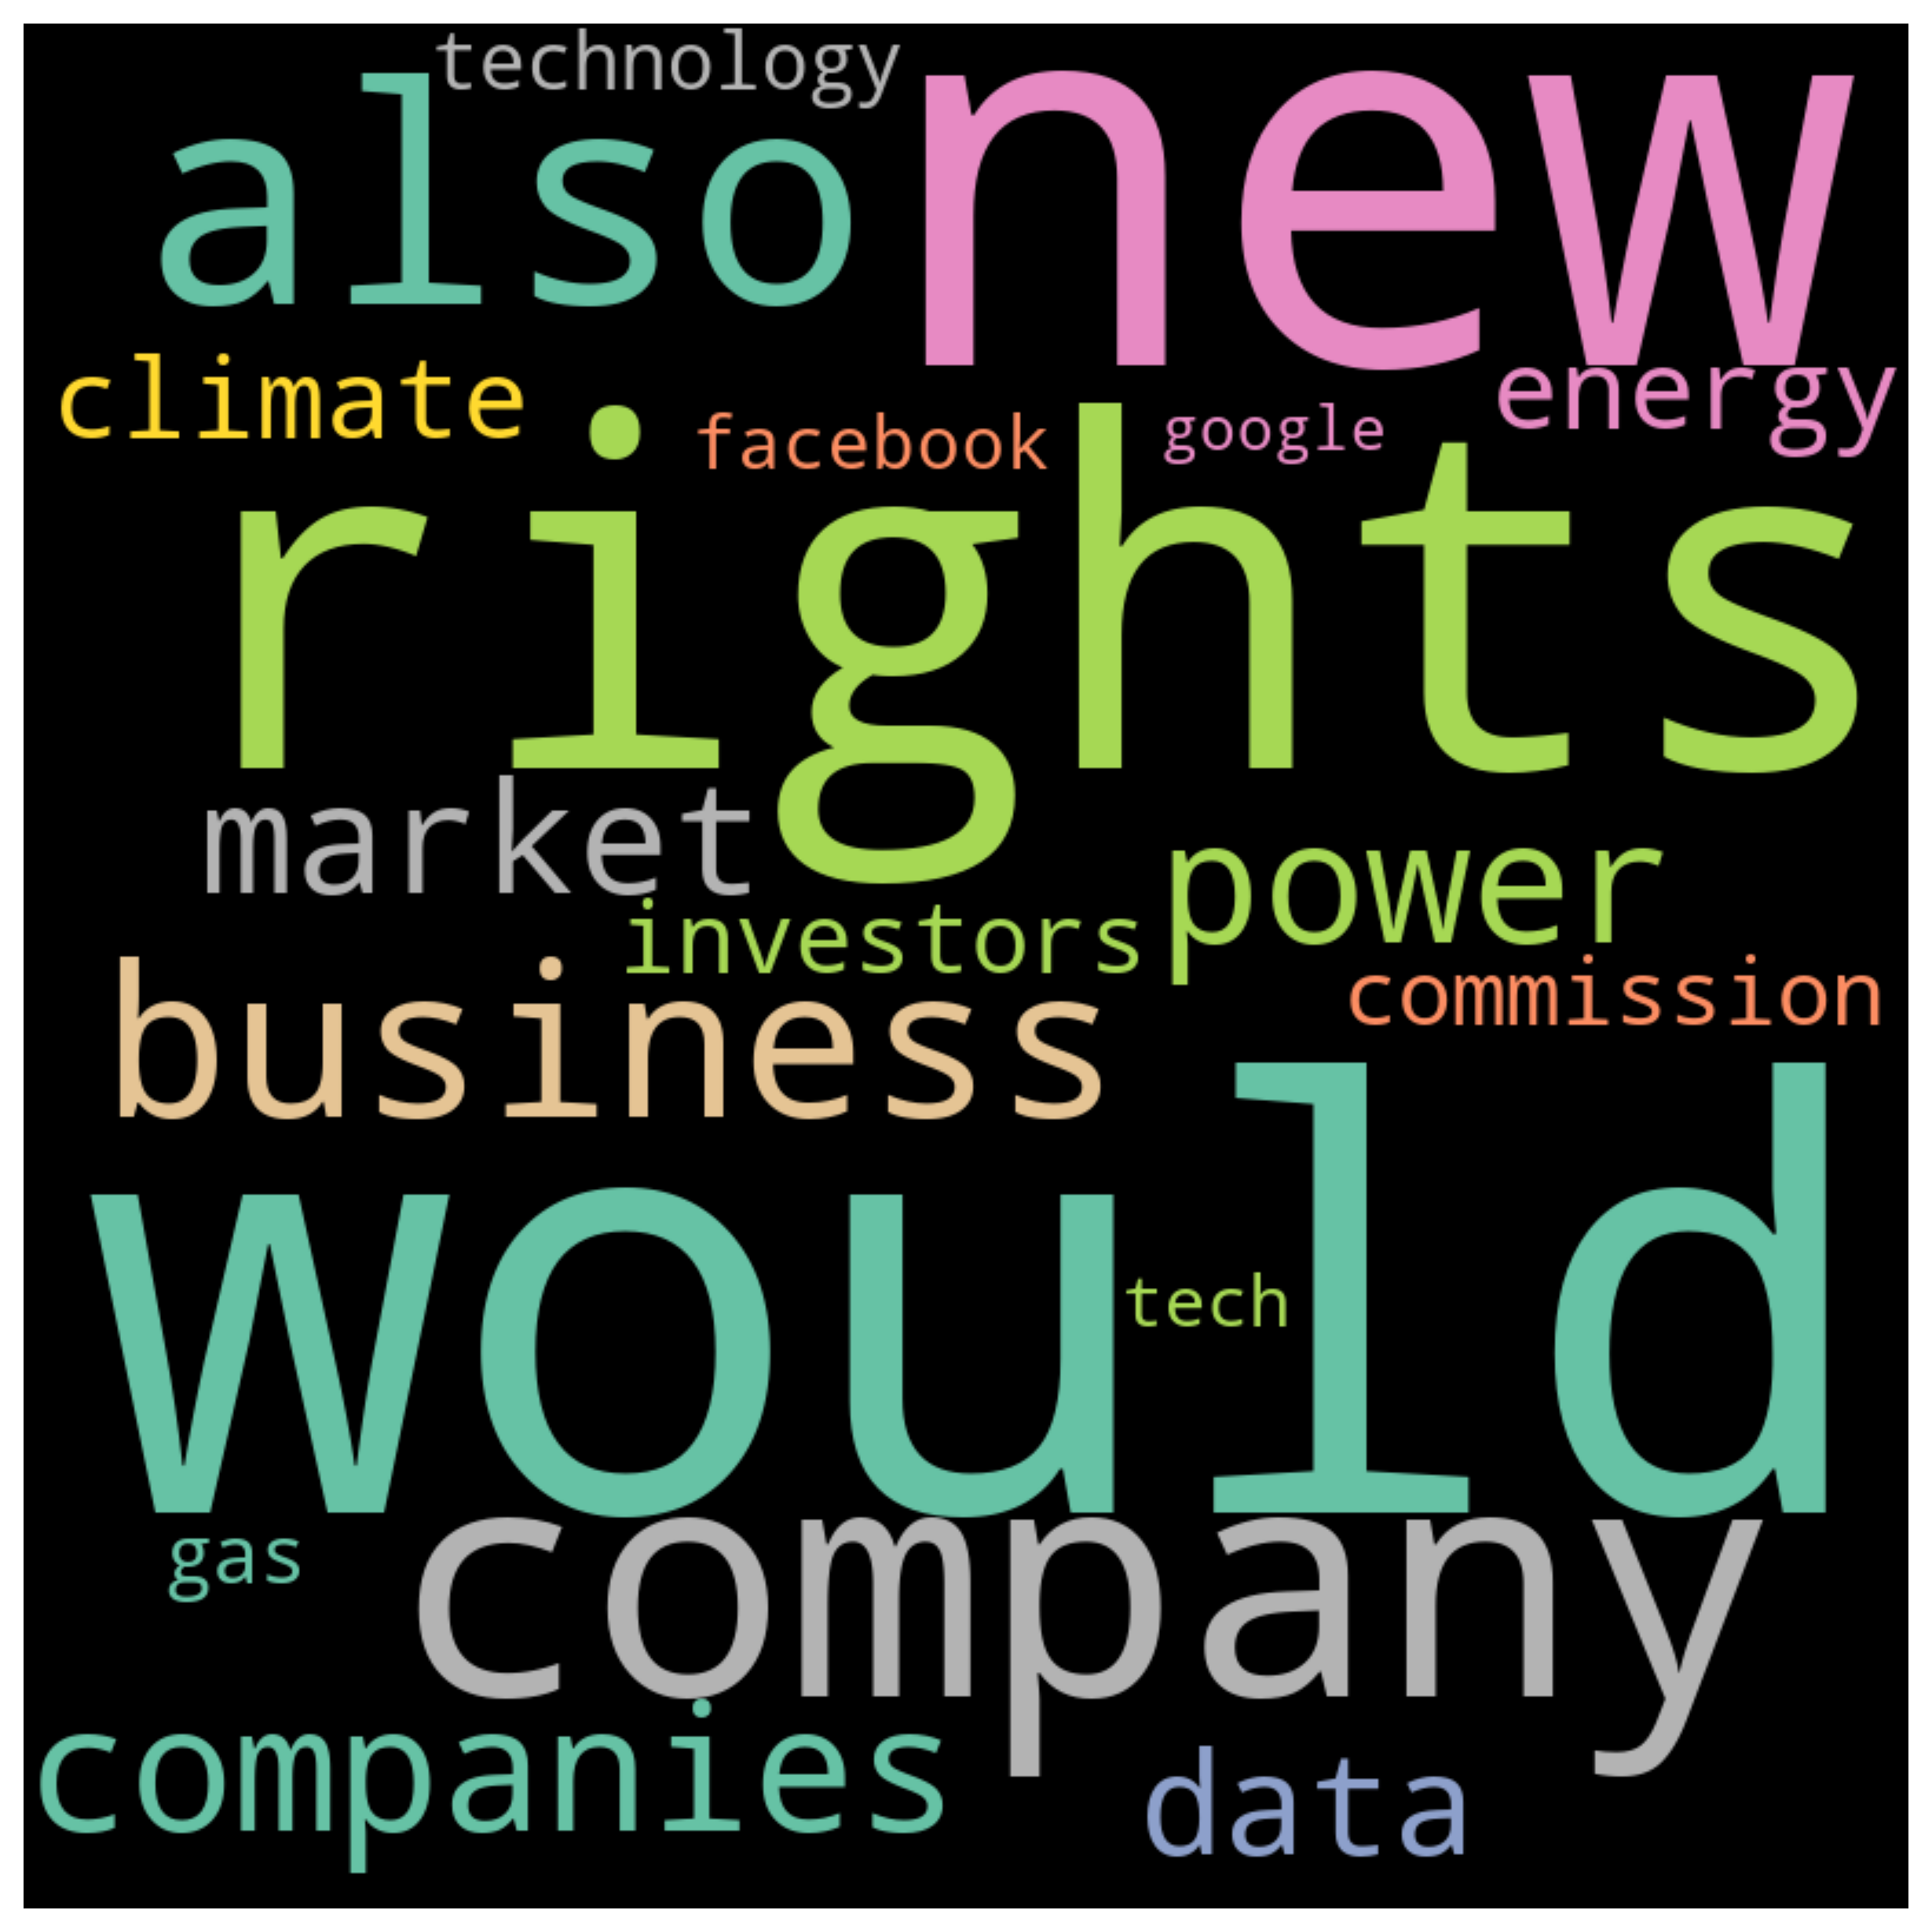 technology
also
new
climate
facebook
google
energy
rights
market
power
investors
commission
business
would
tech
gas
company
companies
data